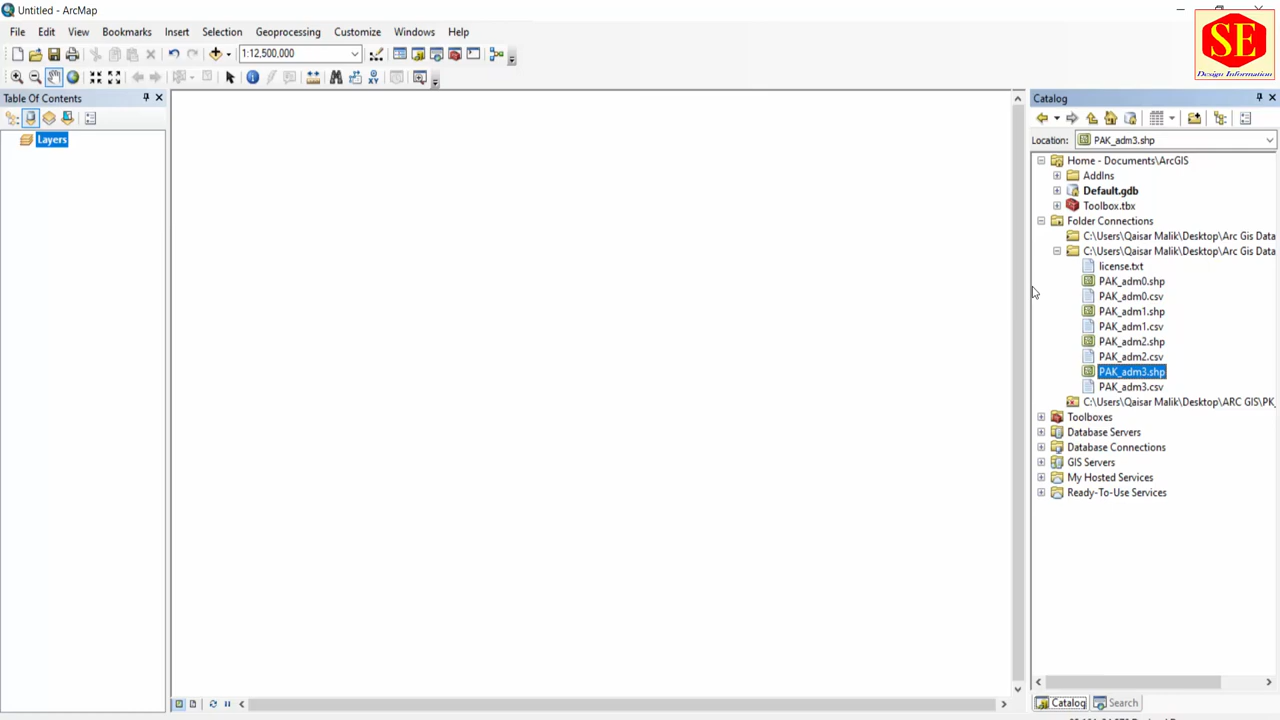 Untitled - ArcMap
SE
Design Information
File Edit View Bookmarks Insert Selection Geoprocessing Customize Windows Help
1:12,500,000
Table Of Contents
Layers
Catalog
Location: PAK_adm3.shp
Home - Documents\ArcGIS
AddIns
Default.gdb
Toolbox.tbx
Folder Connections
C:\Users\Qaisar Malik\Desktop\Arc Gis Data
C:\Users\Qaisar Malik\Desktop\Arc Gis Data
license.txt
PAK_adm0.shp
PAK_adm0.csv
PAK_adm1.shp
PAK_adm1.csv
PAK_adm2.shp
PAK_adm2.csv
PAK_adm3.shp
PAK_adm3.csv
C:\Users\Qaisar Malik\Desktop\ARC GIS\PK_
Toolboxes
Database Servers
Database Connections
GIS Servers
My Hosted Services
Ready-To-Use Services
Catalog Search